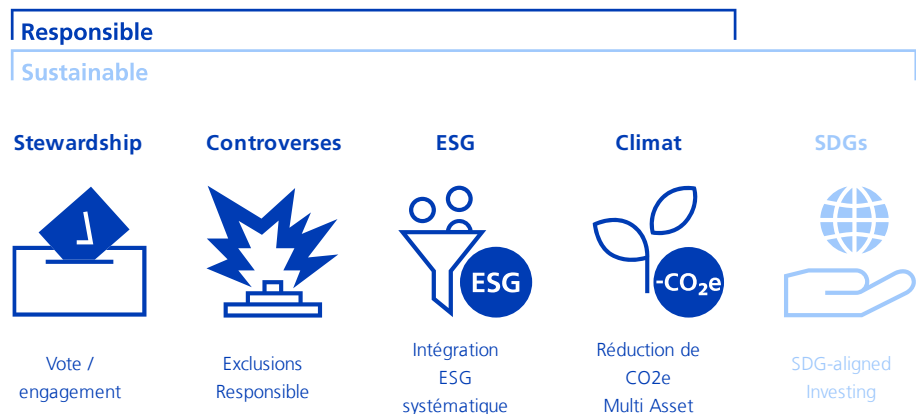 Responsible
Sustainable
Stewardship
Controverses
ESG
Climat
SDGs
ESG
-CO₂e
Vote /
engagement
Exclusions
Responsible
Intégration
ESG
systématique
Réduction de
CO2e
Multi Asset
SDG-aligned
Investing